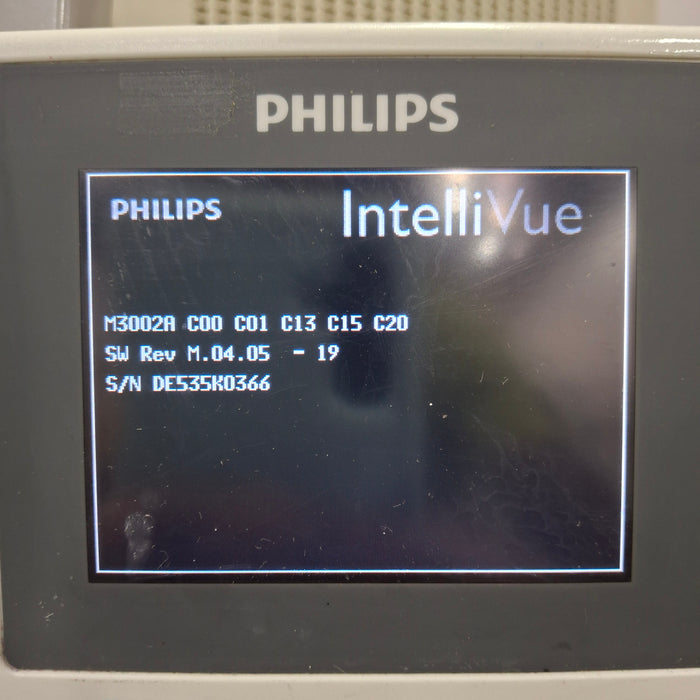 PHILIPS
PHILIPS IntelliVue
M3002A C00 C01 C13 C15 C20
SW Rev M.04.05 - 19
S/N DE535K0366